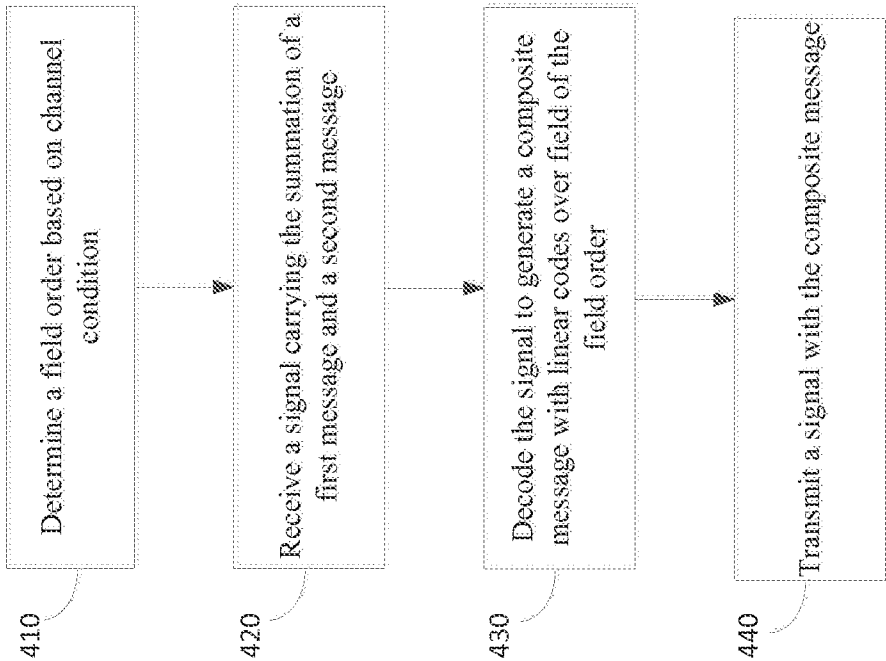 410
Determine a field order based on channel
condition
420
Receive a signal carrying the summation of a
first message and a second message
430
Decode the signal to generate a composite
message with linear codes over field of the
field order
440
Transmit a signal with the composite message